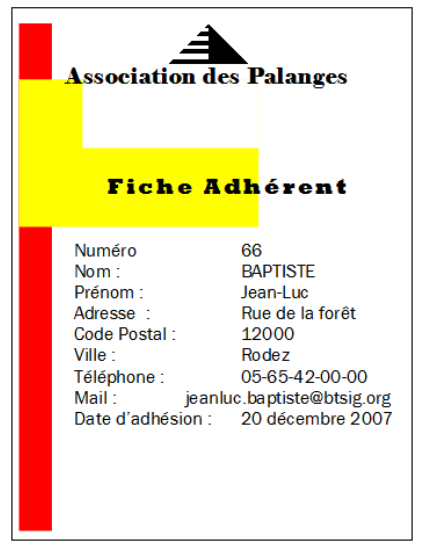 Association des Palanges
Fiche Adhérent
Numéro 66
Nom : BAPTISTE
Prénom : Jean-Luc
Adresse : Rue de la forêt
Code Postal : 12000
Ville : Rodez
Téléphone : 05-65-42-00-00
Mail : jeanluc.baptiste@btsig.org
Date d'adhésion : 20 décembre 2007